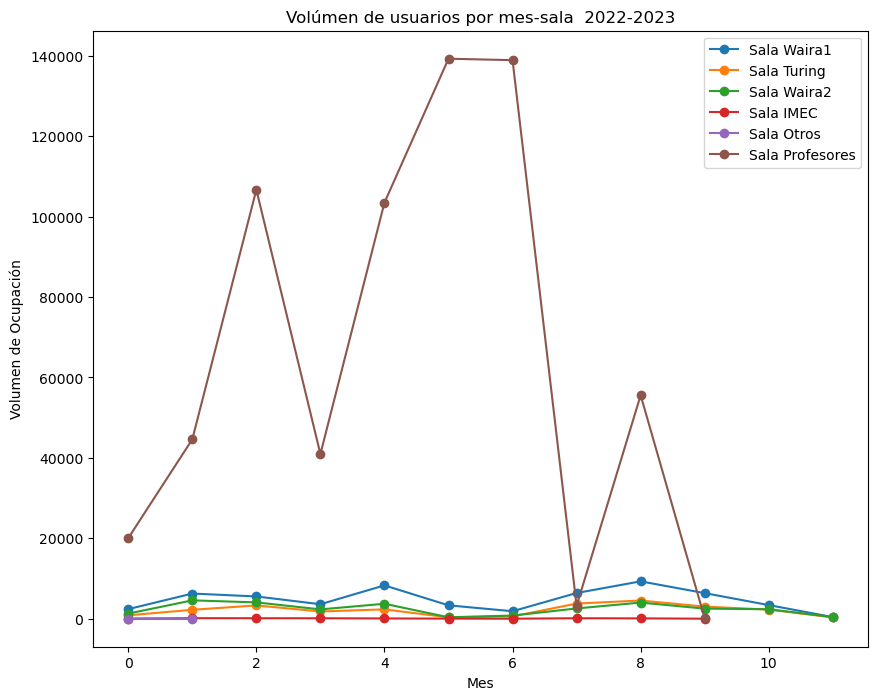 Volúmen de usuarios por mes-sala  2022-2023
Sala Waira1
Sala Turing
Sala Waira2
Sala IMEC
Sala Otros
Sala Profesores
Volumen de Ocupación
140000
120000
100000
80000
60000
40000
20000
0
0
2
4
6
8
10
Mes